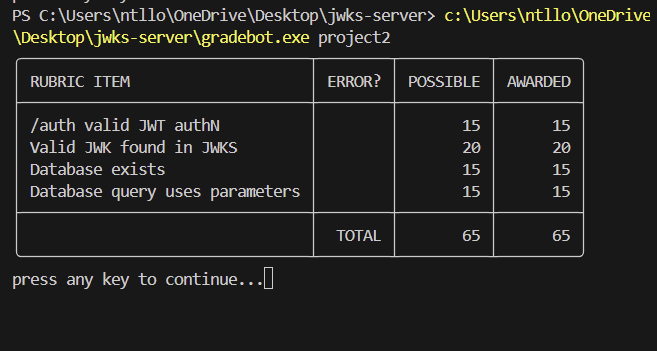 PS C:\Users\ntllo\OneDrive\Desktop\jwks-server> c:\Users\ntllo\OneDrive
\Desktop\jwks-server\gradebot.exe project2
RUBRIC ITEM ERROR? POSSIBLE AWARDED
/auth valid JWT authN 15 15
Valid JWK found in JWKS 20 20
Database exists 15 15
Database query uses parameters 15 15
TOTAL 65 65
press any key to continue...